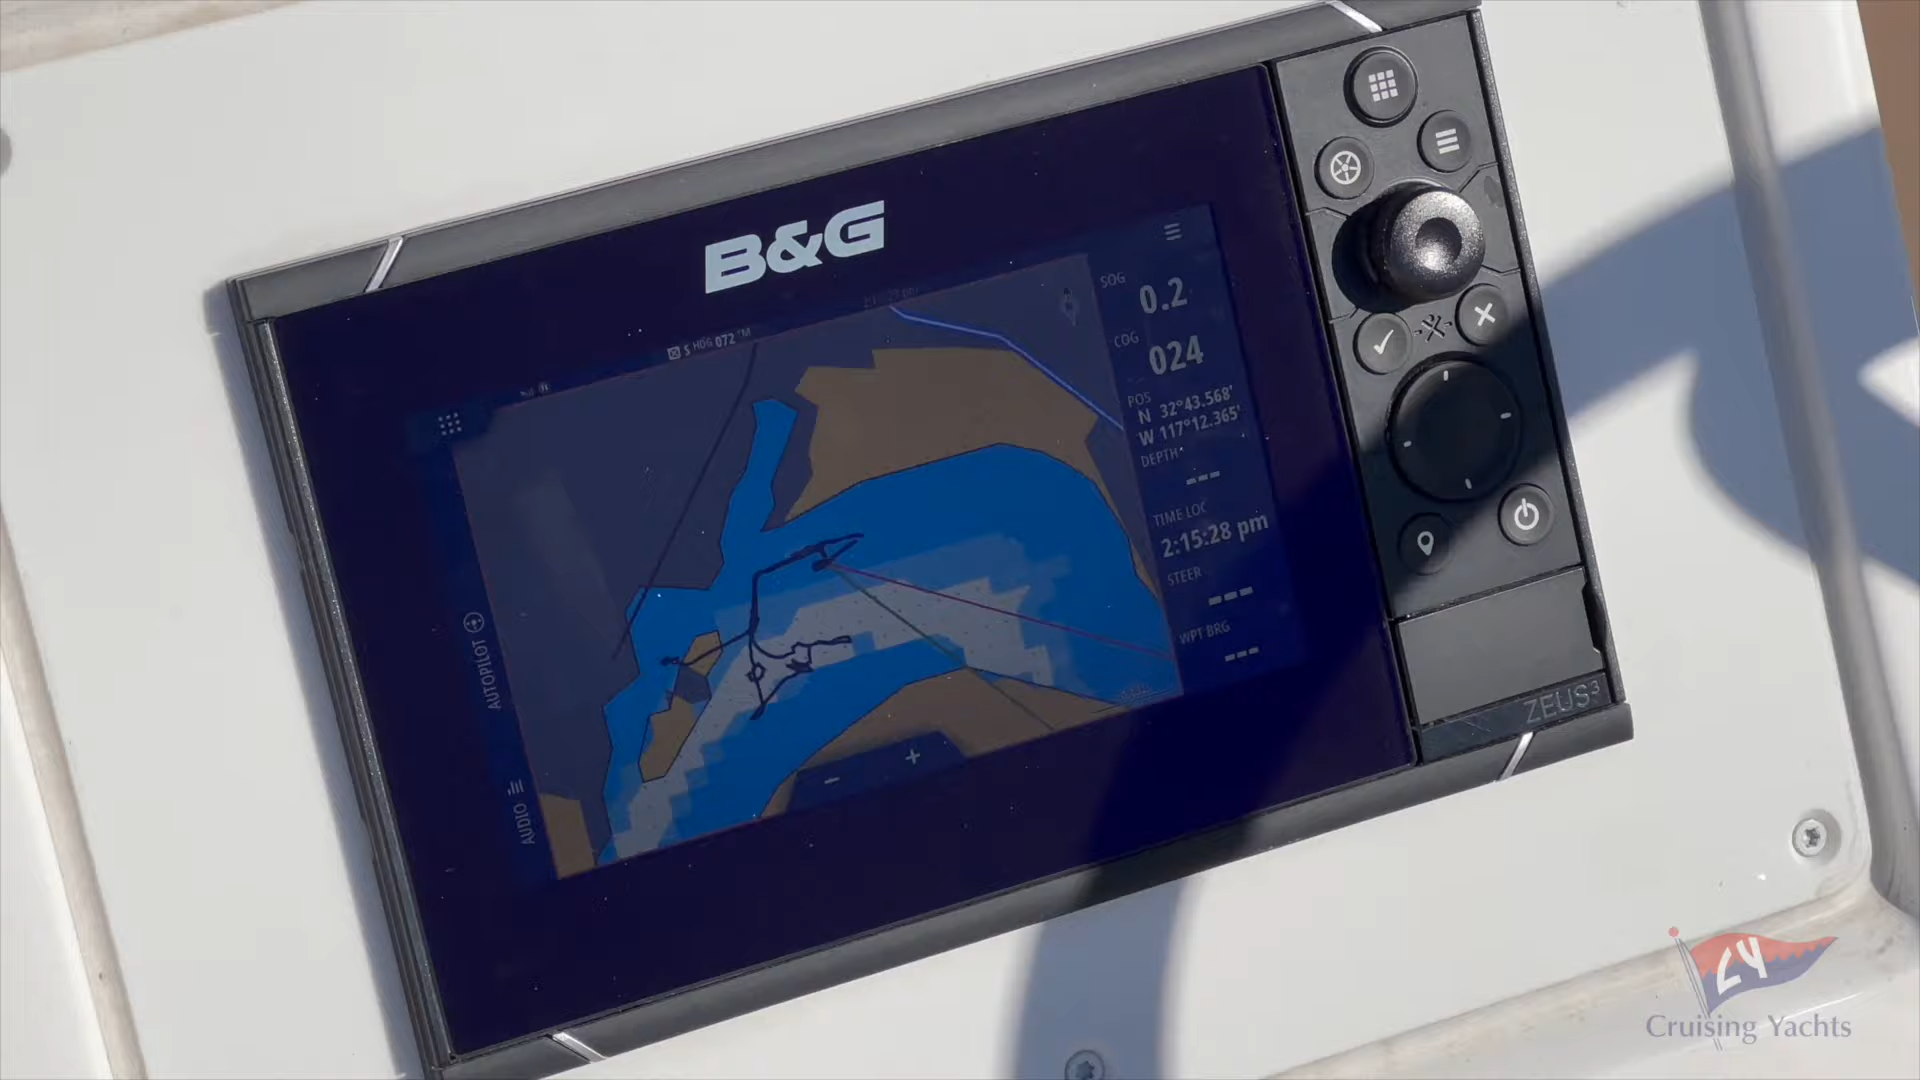 B&G
S HDG 072 °M
SOG
0.2
COG
024
POS
N 32°43.568'
W 117°12.365'
DEPTH
---
TIME LOC
2:15:28 pm
STEER
---
WPT BRG
---
AUTOPILOT
AUDIO
- +
ZEUS³
CY
Cruising Yachts